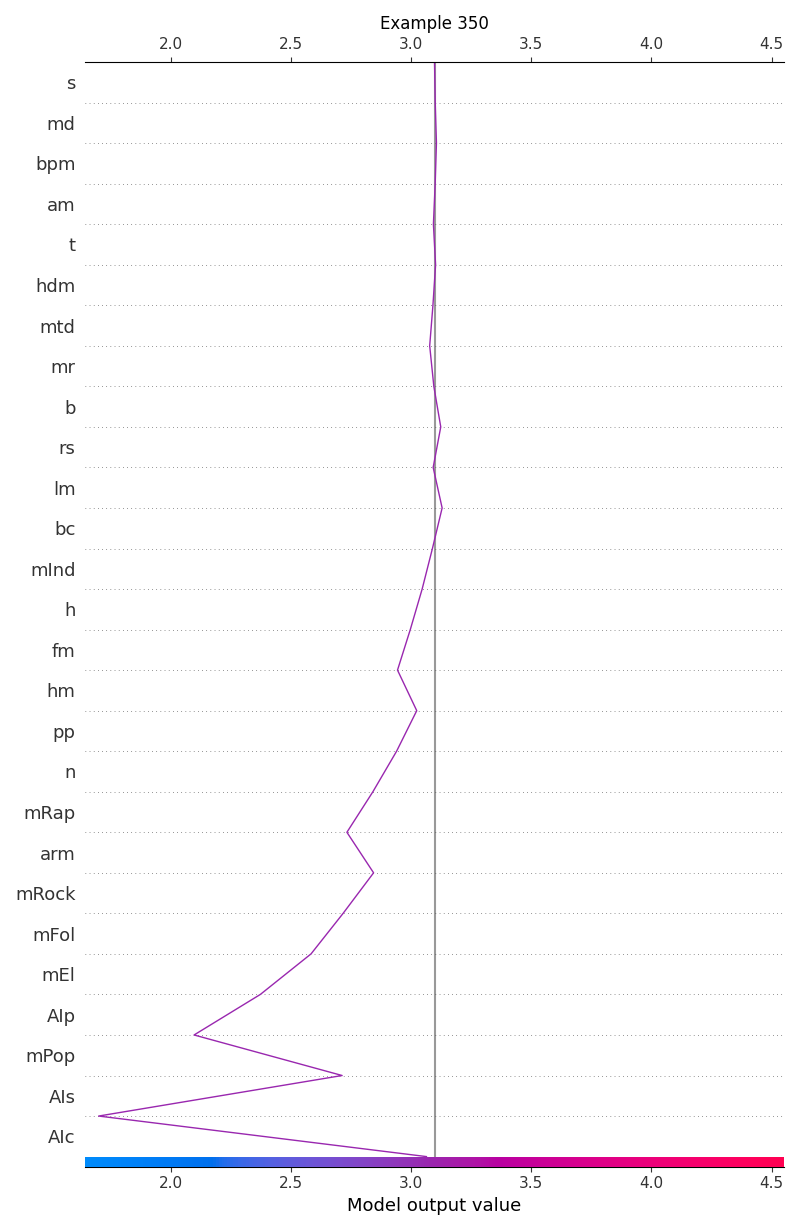 Example 350
2.0 2.5 3.0 3.5 4.0 4.5
s
md
bpm
am
t
hdm
mtd
mr
b
rs
lm
bc
mInd
h
fm
hm
pp
n
mRap
arm
mRock
mFol
mEl
AIp
mPop
AIs
AIc
2.0 2.5 3.0 3.5 4.0 4.5
Model output value